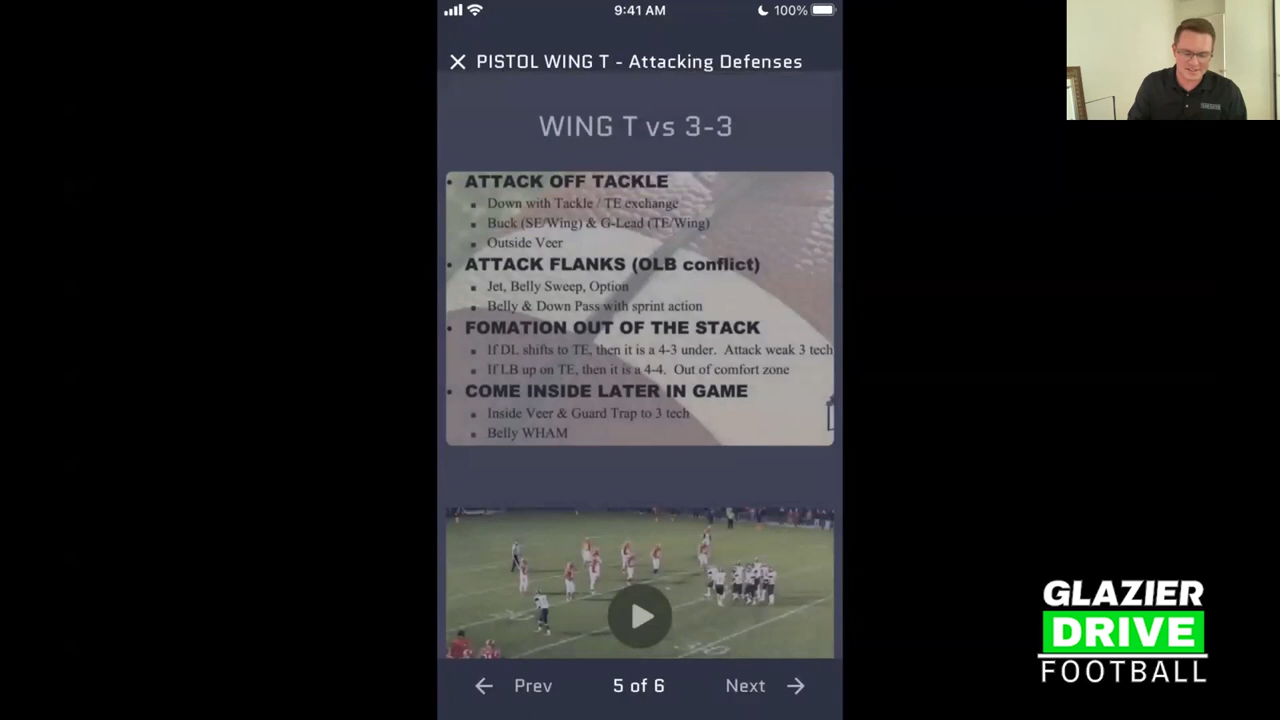 9:41 AM
100%
PISTOL WING T - Attacking Defenses
WING T vs 3-3
• ATTACK OFF TACKLE
▪ Down with Tackle / TE exchange
▪ Buck (SE/Wing) & G-Lead (TE/Wing)
▪ Outside Veer
• ATTACK FLANKS (OLB conflict)
▪ Jet, Belly Sweep, Option
▪ Belly & Down Pass with sprint action
• FOMATION OUT OF THE STACK
▪ If DL shifts to TE, then it is a 4-3 under. Attack weak 3 tech
▪ If LB up on TE, then it is a 4-4. Out of comfort zone
• COME INSIDE LATER IN GAME
▪ Inside Veer & Guard Trap to 3 tech
▪ Belly WHAM
Prev
5 of 6
Next
GLAZIER
DRIVE
FOOTBALL